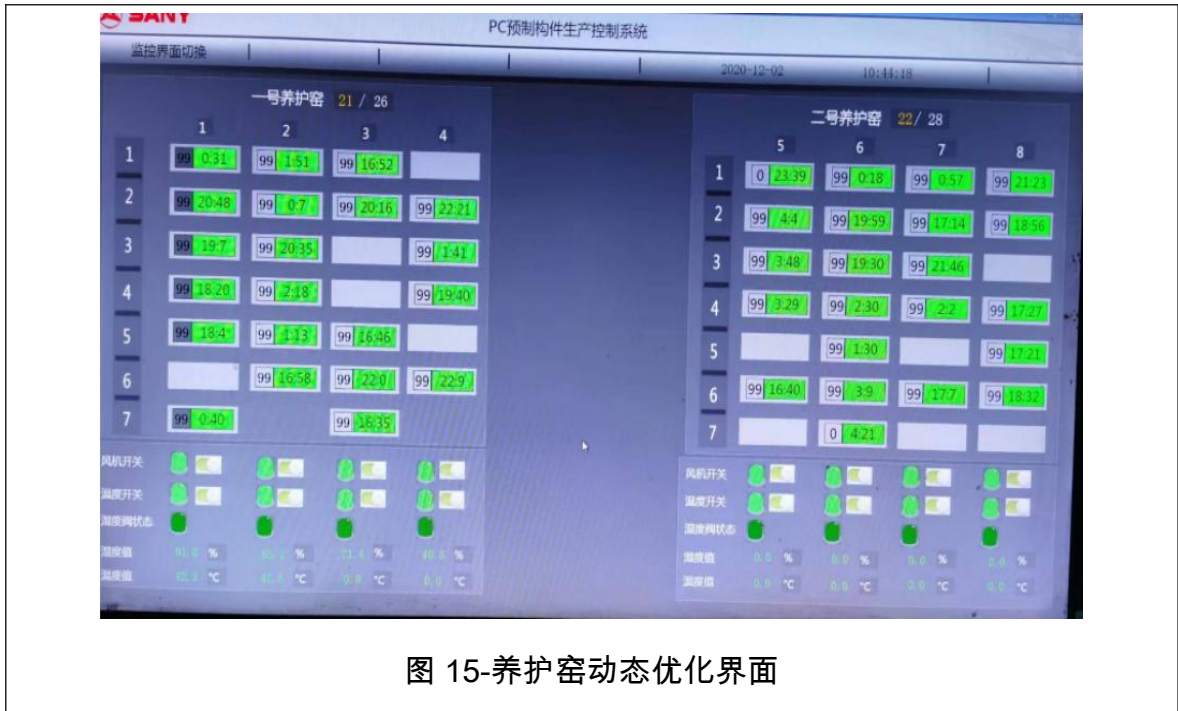 SANY
PC预制构件生产控制系统
监控界面切换
2020-12-02 10:44:18
一号养护窑 21 / 26
1 2 3 4
1 99 0:31 99 1:51 99 16:52
2 99 20:48 99 0:7 99 20:16 99 22:21
3 99 19:7 99 20:35 99 1:41
4 99 18:20 99 2:18 99 19:40
5 99 18:4 99 1:13 99 16:46
6 99 16:58 99 22:0 99 22:9
7 99 0:40 99 16:35
风机开关
温度开关
湿度阀状态
湿度值 % % 71.4 % %
温度值 ℃ ℃ 0.0 ℃ 0.0 ℃
二号养护窑 22 / 28
5 6 7 8
1 0 23:39 99 0:18 99 0:57 99 21:23
2 99 4:4 99 19:59 99 17:14 99 18:56
3 99 3:48 99 19:30 99 21:46
4 99 3:29 99 2:30 99 2:2 99 17:27
5 99 1:30 99 17:21
6 99 16:40 99 3:9 99 17:7 99 18:32
7 0 4:21
风机开关
温度开关
湿度阀状态
湿度值 0.0 % 0.0 % 0.0 % 0.0 %
温度值 0.0 ℃ 0.0 ℃ 0.0 ℃ 0.0 ℃
图 15-养护窑动态优化界面